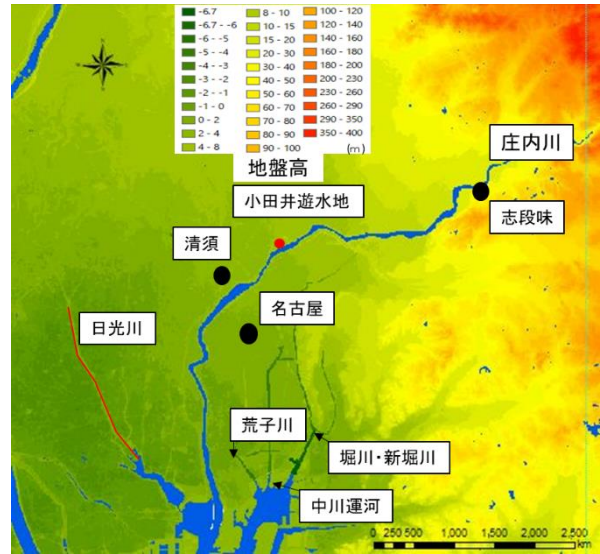 -6.7
-6.7 - -6
-6 - -5
-5 - -4
-4 - -3
-3 - -2
-2 - -1
-1 - 0
0 - 2
2 - 4
4 - 8
8 - 10
10 - 15
15 - 20
20 - 30
30 - 40
40 - 50
50 - 60
60 - 70
70 - 80
80 - 90
90 - 100
100 - 120
120 - 140
140 - 160
160 - 180
180 - 200
200 - 230
230 - 260
260 - 290
290 - 350
350 - 400
(m)
地盤高
庄内川
小田井遊水地
志段味
清須
名古屋
日光川
荒子川
堀川・新堀川
中川運河
0 250 500 1,000 1,500 2,000 2,500
km